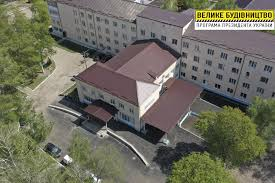 ВЕЛИКЕ БУДІВНИЦТВО
ПРОГРАМА ПРЕЗИДЕНТА УКРАЇНИ